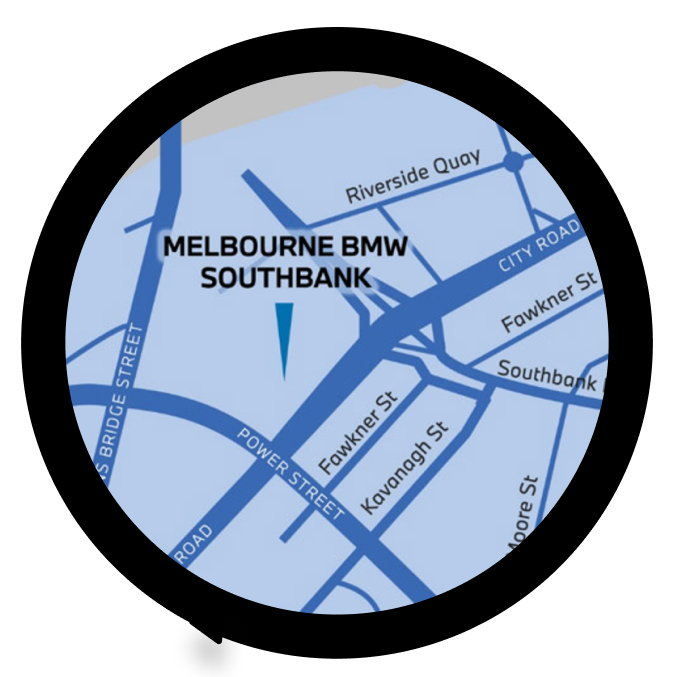 Riverside Quay
CITY ROAD
MELBOURNE BMW
SOUTHBANK
Fawkner St
Southbank
S BRIDGE STREET
POWER STREET
Fawkner St
Kavanagh St
Moore St
ROAD